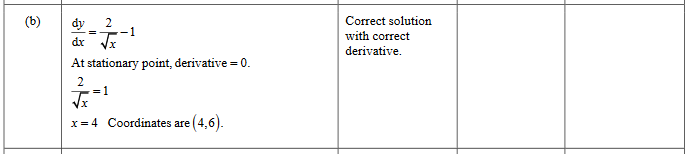 (b)
dy/dx = 2/√x − 1
At stationary point, derivative = 0.
2/√x = 1
x = 4 Coordinates are (4,6).
Correct solution
with correct
derivative.